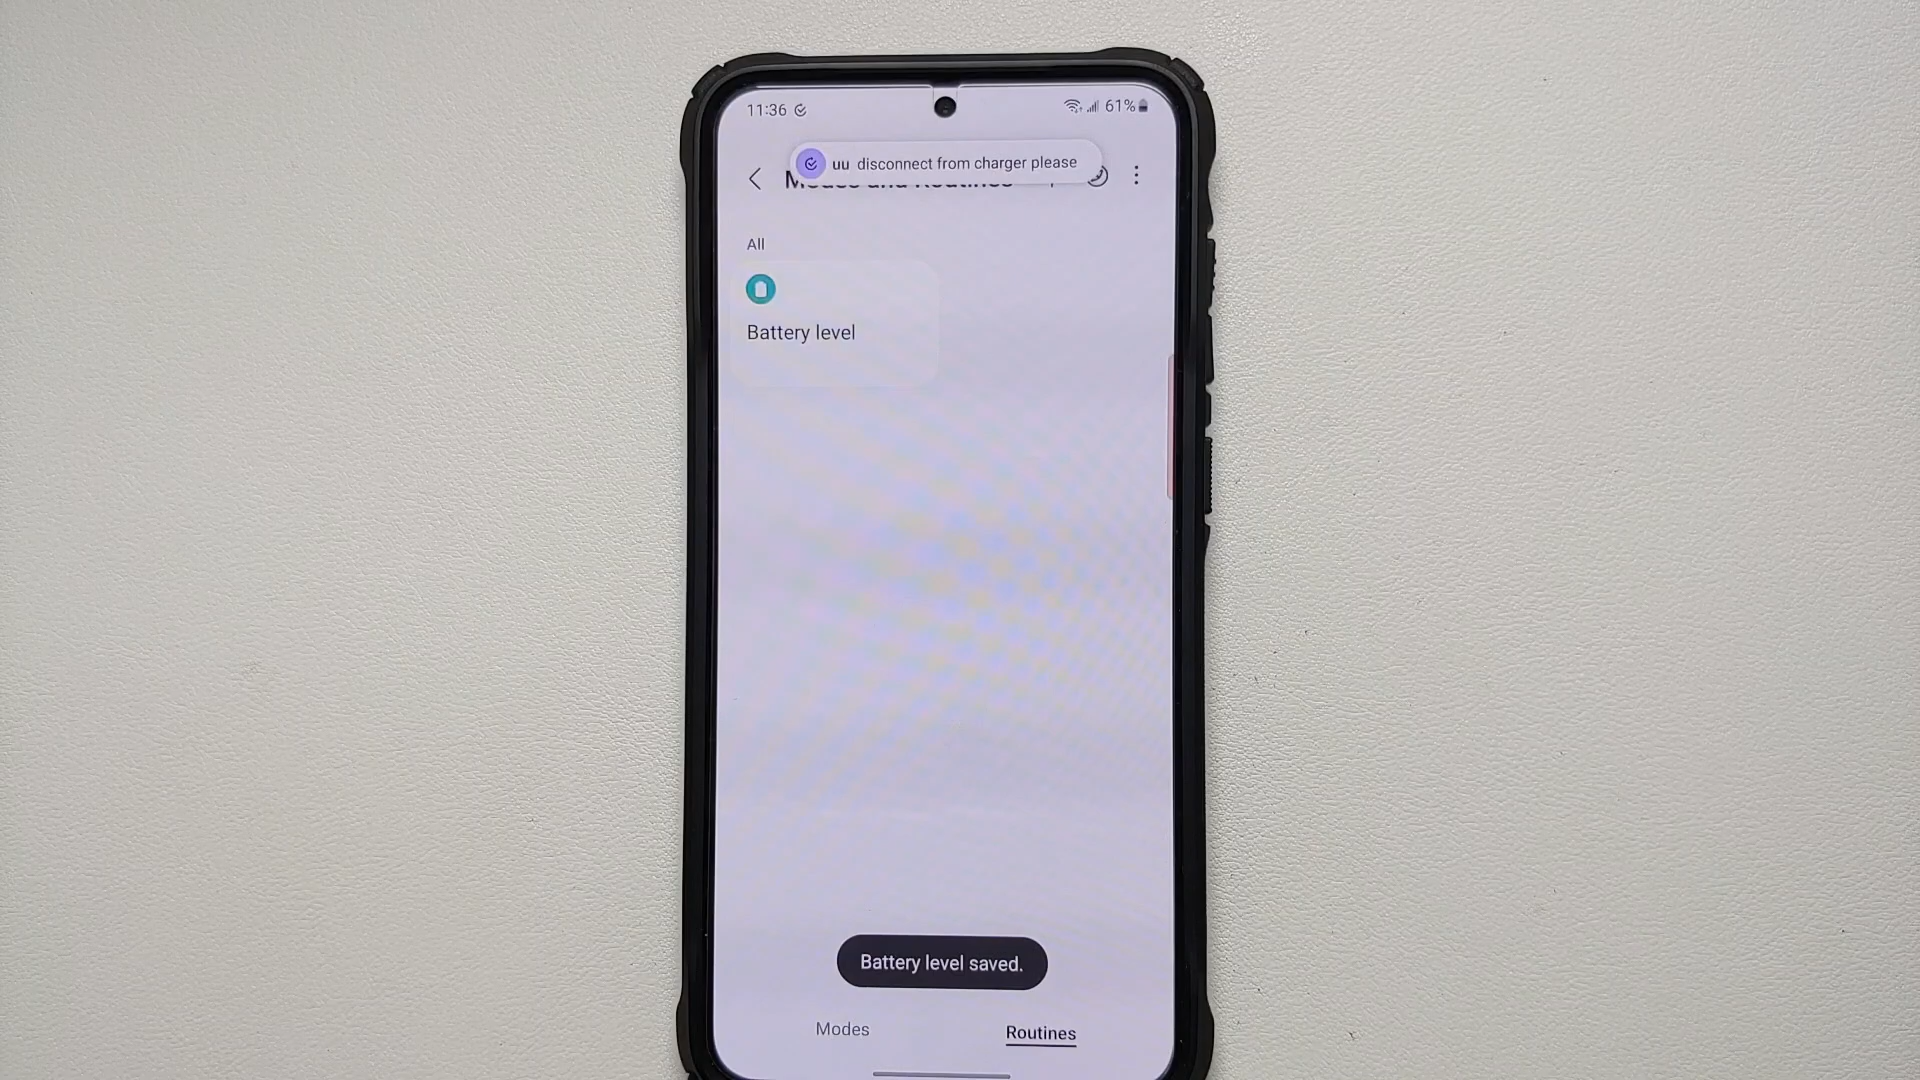 11:36
61%
uu disconnect from charger please
Modes and Routines
All
Battery level
Battery level saved.
Modes
Routines